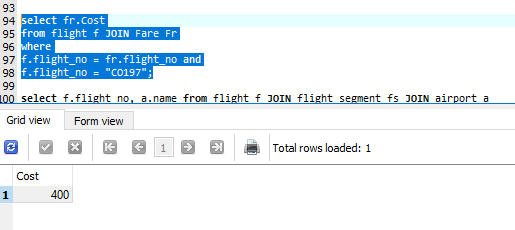 93
94 select fr.Cost
95 from flight f JOIN Fare Fr
96 where
97 f.flight_no = fr.flight_no and
98 f.flight_no = "CO197";
99
100 select f.flight no, a.name from flight f JOIN flight segment fs JOIN airport a
Grid view Form view
1 Total rows loaded: 1
Cost
1 400